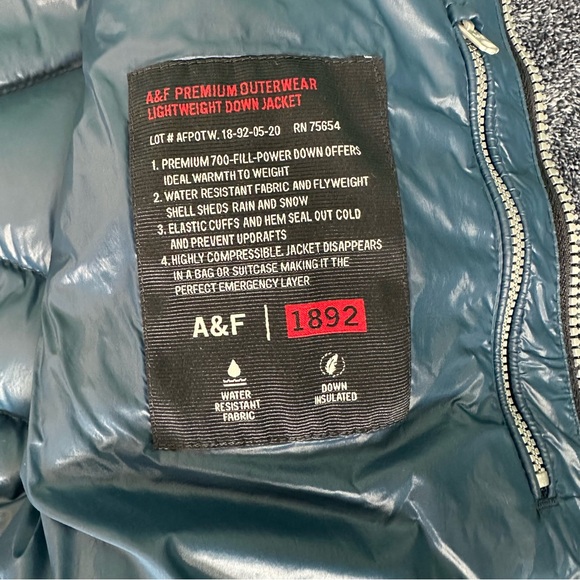 A&F PREMIUM OUTERWEAR
LIGHTWEIGHT DOWN JACKET
LOT # AFPOTW. 18-92-05-20 RN 75654
1. PREMIUM 700-FILL-POWER DOWN OFFERS
IDEAL WARMTH TO WEIGHT
2. WATER RESISTANT FABRIC AND FLYWEIGHT
SHELL SHEDS RAIN AND SNOW
3. ELASTIC CUFFS AND HEM SEAL OUT COLD
AND PREVENT UPDRAFTS
4. HIGHLY COMPRESSIBLE, JACKET DISAPPEARS
IN A BAG OR SUITCASE MAKING IT THE
PERFECT EMERGENCY LAYER
A&F | 1892
WATER
RESISTANT
FABRIC
DOWN
INSULATED